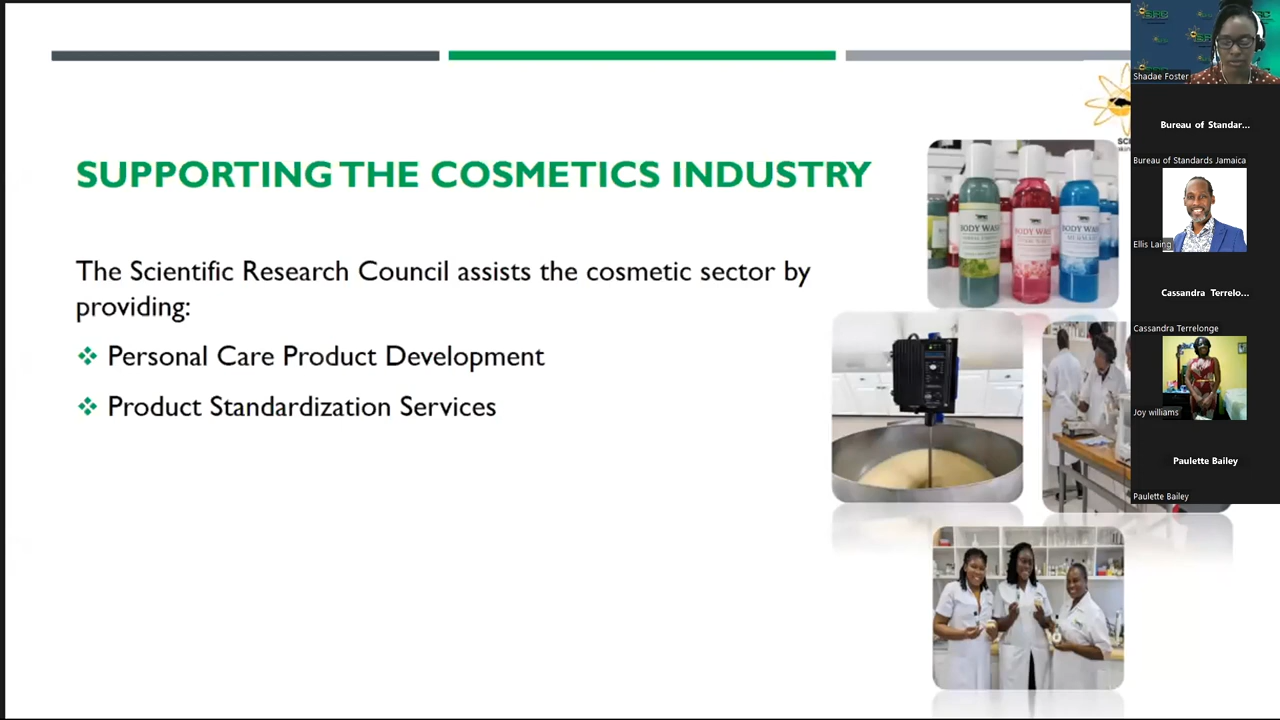 SUPPORTING THE COSMETICS INDUSTRY
The Scientific Research Council assists the cosmetic sector by
providing:
Personal Care Product Development
Product Standardization Services
BODY WASH
BODY WAS
BODY WAS
Shadae Foster
Bureau of Standar...
Bureau of Standards Jamaica
Ellis Laing
Cassandra Terrelo...
Cassandra Terrelonge
Joy williams
Paulette Bailey
Paulette Bailey